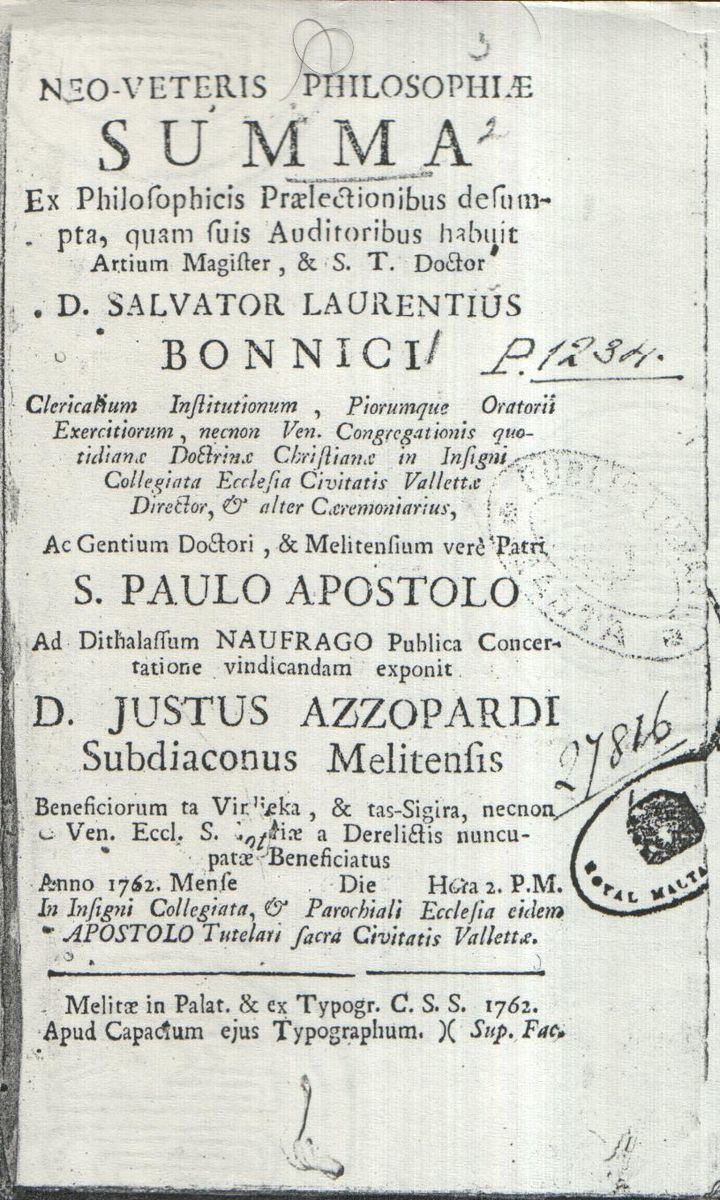 NEO-VETERIS PHILOSOPHIÆ
SUMMA
Ex Philoſophicis Prælectionibus deſum-
pta, quam ſuis Auditoribus habuit
Artium Magiſter, & S. T. Doctor
D. SALVATOR LAURENTIUS
BONNICI
P. 1234.
Clericalium Inſtitutionum, Piorumque Oratorii
Exercitiorum, necnon Ven. Congregationis quo-
tidianæ Doctrinæ Chriſtianæ in Inſigni
Collegiata Eccleſia Civitatis Vallettæ
Director, & alter Cæremoniarius,
Ac Gentium Doctori, & Melitenſium verè Patri
S. PAULO APOSTOLO
Ad Dithalaſſum NAUFRAGO Publica Concer-
tatione vindicandam exponit
D. JUSTUS AZZOPARDI
Subdiaconus Melitenſis
27816
Beneficiorum ta & tas-Sigira, necnon
Ven. Eccl. S. a Derelictis nuncu-
patæ Beneficiatus
Anno 1762. Menſe Die Hora 2. P.M.
In Inſigni Collegiata, & Parochiali Eccleſia eidem
APOSTOLO Tutelari ſacra Civitatis Vallettæ.
ROYAL MALTA
Melitæ in Palat. & ex Typogr. C. S. S. 1762.
Apud Capacium ejus Typographum. )( Sup. Fac.